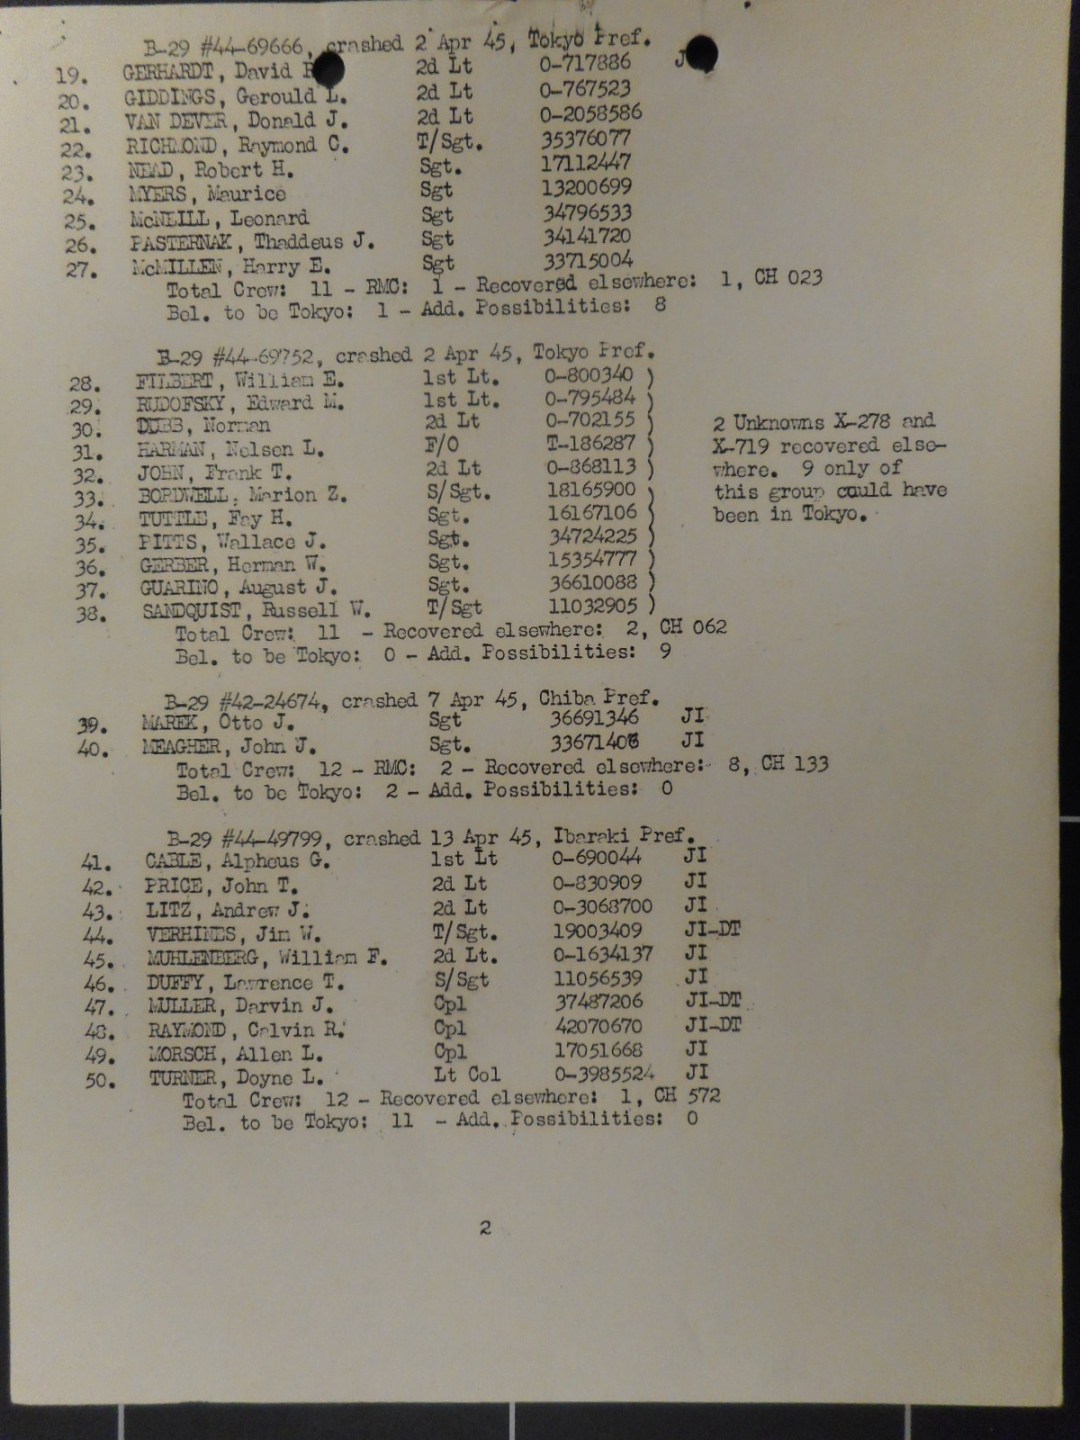 B-29 #44-69666, crashed 2 Apr 45, Tokyo Pref.
19. GERHARDT, David 2d Lt 0-717886 J
20. GIDDINGS, Gerould L. 2d Lt 0-767523
21. VAN DEVER, Donald J. 2d Lt 0-2058586
22. RICHMOND, Raymond C. T/Sgt. 35376077
23. NEAD, Robert H. Sgt. 17112447
24. MYERS, Maurice Sgt 13200699
25. McNEILL, Leonard Sgt 34796533
26. PASTERNAK, Thaddeus J. Sgt 34141720
27. McMILLEN, Harry E. Sgt 33715004
Total Crew: 11 - RMC: 1 - Recovered elsewhere: 1, CH 023
Bel. to be Tokyo: 1 - Add. Possibilities: 8
B-29 #44-69752, crashed 2 Apr 45, Tokyo Pref.
28. FILBERT, William E. 1st Lt. 0-800340 )
29. RUDOFSKY, Edward M. 1st Lt. 0-795484 )
30. DUBB, Norman 2d Lt 0-702155 ) 2 Unknowns X-278 and
31. HARMAN, Nelsen L. F/O T-186287 ) X-719 recovered else-
32. JOHN, Frank T. 2d Lt 0-868113 ) where. 9 only of
33. BORDWELL, Marion Z. S/Sgt. 18165900 ) this group could have
34. TUTTLE, Fay H. Sgt. 16167106 ) been in Tokyo.
35. PITTS, Wallace J. Sgt. 34724225 )
36. GERBER, Herman W. Sgt. 15354777 )
37. GUARINO, August J. Sgt. 36610088 )
38. SANDQUIST, Russell W. T/Sgt 11032905 )
Total Crew: 11 - Recovered elsewhere: 2, CH 062
Bel. to be Tokyo: 0 - Add. Possibilities: 9
B-29 #42-24674, crashed 7 Apr 45, Chiba Pref.
39. MAREK, Otto J. Sgt 36691346 JI
40. MEAGHER, John J. Sgt. JI
Total Crew: 12 - RMC: 2 - Recovered elsewhere: 8, CH 133
Bel. to be Tokyo: 2 - Add. Possibilities: 0
B-29 #44-49799, crashed 13 Apr 45, Ibaraki Pref.
41. CABLE, Alpheus G. 1st Lt 0-690044 JI
42. PRICE, John T. 2d Lt 0-830909 JI
43. LITZ, Andrew J. 2d Lt 0-3068700 JI
44. VERHINES, Jim W. T/Sgt. 19003409 JI-DT
45. MUHLENBERG, William F. 2d Lt. 0-1634137 JI
46. DUFFY, Lawrence T. S/Sgt 11056539 JI
47. MULLER, Darvin J. Cpl 37487206 JI-DT
48. RAYMOND, Calvin R. Cpl 42070670 JI-DT
49. MORSCH, Allen L. Cpl 17051668 JI
50. TURNER, Doyne L. Lt Col 0-3985524 JI
Total Crew: 12 - Recovered elsewhere: 1, CH 572
Bel. to be Tokyo: 11 - Add. Possibilities: 0
2